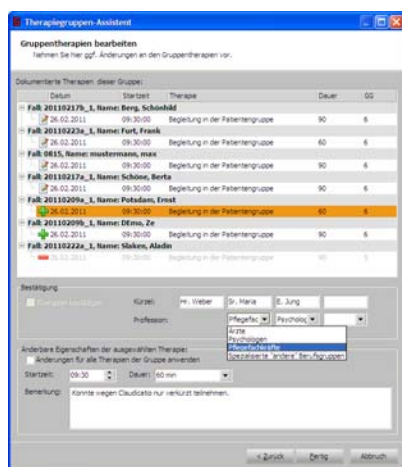 Therapiegruppen-Assistent
Gruppentherapien bearbeiten
Nehmen Sie hier ggf. Änderungen an den Gruppentherapien vor.
Dokumentierte Therapien dieser Gruppe:
Datum Startzeit Therapie Dauer GG
Fall: 20110217b_1, Name: Berg, Schönhild
26.02.2011 09:30:00 Begleitung in der Patientengruppe 90 6
Fall: 20110223a_1, Name: Furt, Frank
26.02.2011 09:30:00 Begleitung in der Patientengruppe 60 6
Fall: 0815, Name: mustermann, max
26.02.2011 09:30:00 Begleitung in der Patientengruppe 90 6
Fall: 20110217a_1, Name: Schöne, Berta
26.02.2011 09:30:00 Begleitung in der Patientengruppe 90 6
Fall: 20110209a_1, Name: Potsdam, Ernst
26.02.2011 09:30:00 Begleitung in der Patientengruppe 60 6
Fall: 20110209b_1, Name: DEmo, Ze
26.02.2011 09:30:00 Begleitung in der Patientengruppe 90 6
Fall: 20110222a_1, Name: Slaken, Aladin
Bestätigung
Kürzel: Hr. Weber Sr. Maria E. Jung
Profession: Pflegefac Psycholog
Ärzte
Psychologen
Pflegefachkräfte
Spezialisierte "andere" Berufsgruppen
Änderbare Eigenschaften der ausgewählten Therapie:
Änderungen für alle Therapien der Gruppe anwenden
Startzeit: 09:30 Dauer: 60 min
Bemerkung: Konnte wegen Claudicatio nur verkürzt teilnehmen.
< Zurück Fertig Abbruch